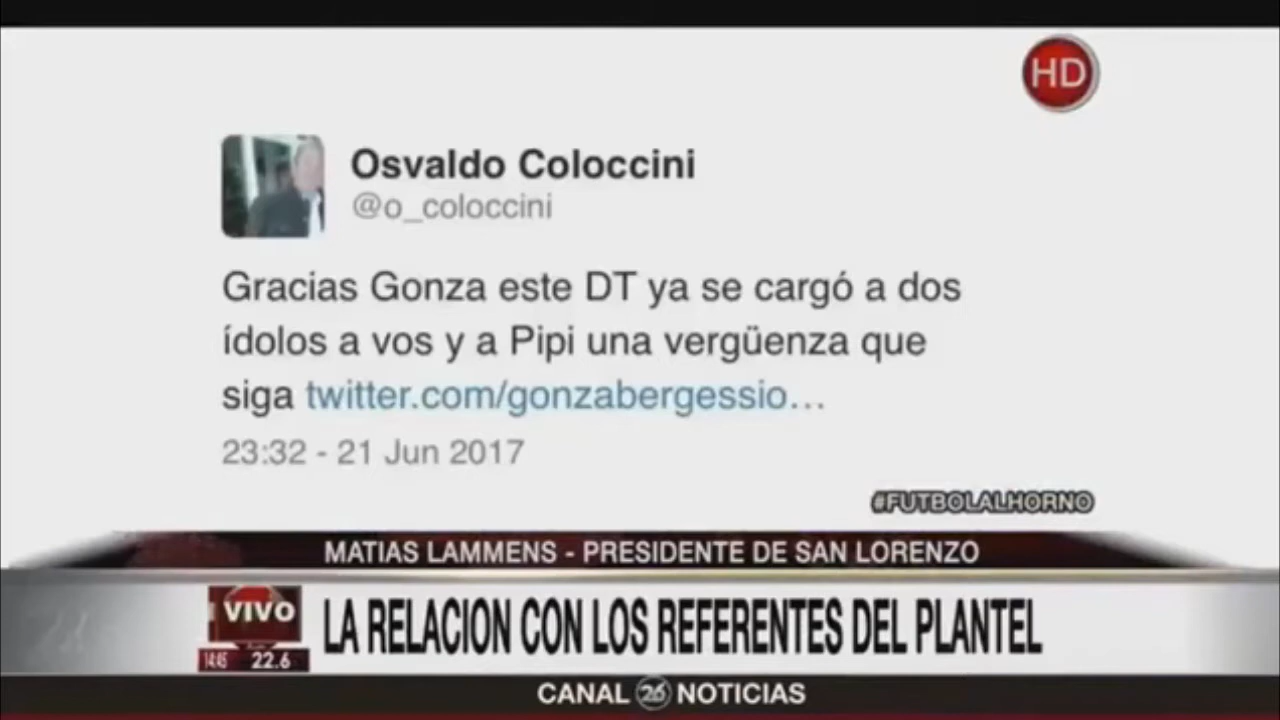 HD
Osvaldo Coloccini
@o_coloccini
Gracias Gonza este DT ya se cargó a dos
ídolos a vos y a Pipi una vergüenza que
siga twitter.com/gonzabergessio...
23:32 - 21 Jun 2017
#FUTBOLALHORNO
MATIAS LAMMENS - PRESIDENTE DE SAN LORENZO
VIVO
LA RELACION CON LOS REFERENTES DEL PLANTEL
14:45 22.6
CANAL 26 NOTICIAS